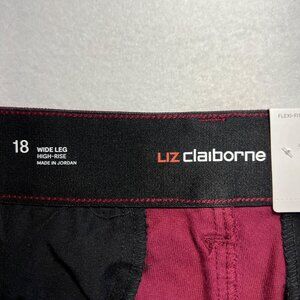 18
WIDE LEG
HIGH-RISE
MADE IN JORDAN
LIZ claiborne